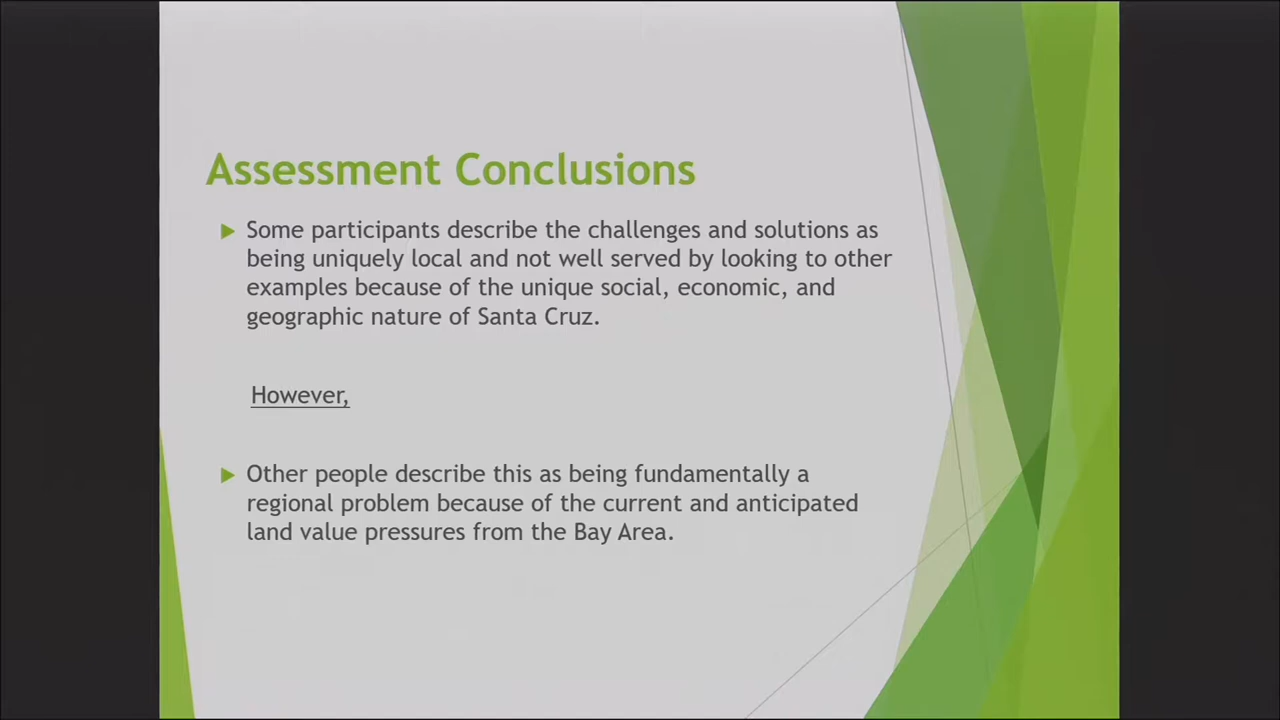 Assessment Conclusions
Some participants describe the challenges and solutions as
being uniquely local and not well served by looking to other
examples because of the unique social, economic, and
geographic nature of Santa Cruz.
However,
Other people describe this as being fundamentally a
regional problem because of the current and anticipated
land value pressures from the Bay Area.